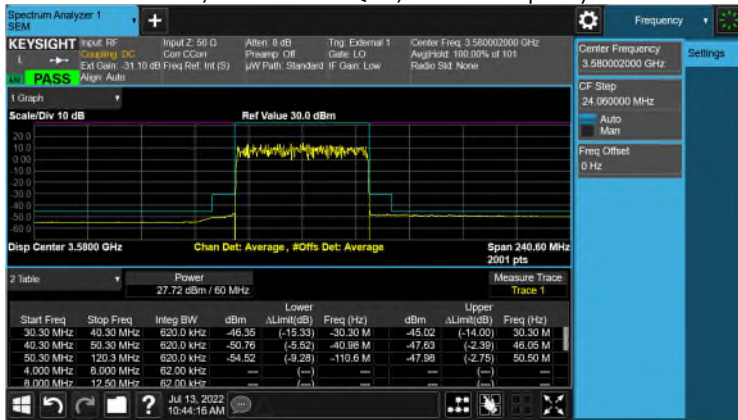 Spectrum Analyzer 1
SEM
Frequency
KEYSIGHT
Input: RF
Coupling: DC
Ext Gain: -31.10 dB
Align: Auto
Input Z: 50 Ω
Corr CCorr
Freq Ref: Int (S)
Atten: 8 dB
Preamp: Off
µW Path: Standard
Trig: External 1
Gate: LO
IF Gain: Low
Center Freq: 3.580002000 GHz
Avg|Hold: 100.00% of 101
Radio Std: None
L
PASS
1 Graph
Scale/Div 10 dB
Ref Value 30.0 dBm
20.0
10.0
0.00
-10.0
-20.0
-30.0
-40.0
-50.0
-60.0
Disp Center 3.5800 GHz
Chan Det: Average, #Offs Det: Average
Span 240.60 MHz
2001 pts
2 Table
Power
27.72 dBm / 60 MHz
Measure Trace
Trace 1
Lower Upper
Start Freq Stop Freq Integ BW dBm ΔLimit(dB) Freq (Hz) dBm ΔLimit(dB) Freq (Hz)
30.30 MHz 40.30 MHz 620.0 kHz -46.35 (-15.33) -30.30 M -45.02 (-14.00) 30.30 M
40.30 MHz 50.30 MHz 620.0 kHz -50.76 (-5.52) -40.98 M -47.63 (-2.39) 46.05 M
50.30 MHz 120.3 MHz 620.0 kHz -54.52 (-9.28) -110.6 M -47.98 (-2.75) 50.50 M
4.000 MHz 8.000 MHz 62.00 kHz --- (---) --- (---)
8.000 MHz 12.50 MHz 62.00 kHz --- (---) --- (---)
Jul 13, 2022
10:44:16 AM
Center Frequency
3.580002000 GHz
CF Step
24.060000 MHz
Auto
Man
Freq Offset
0 Hz
Settings